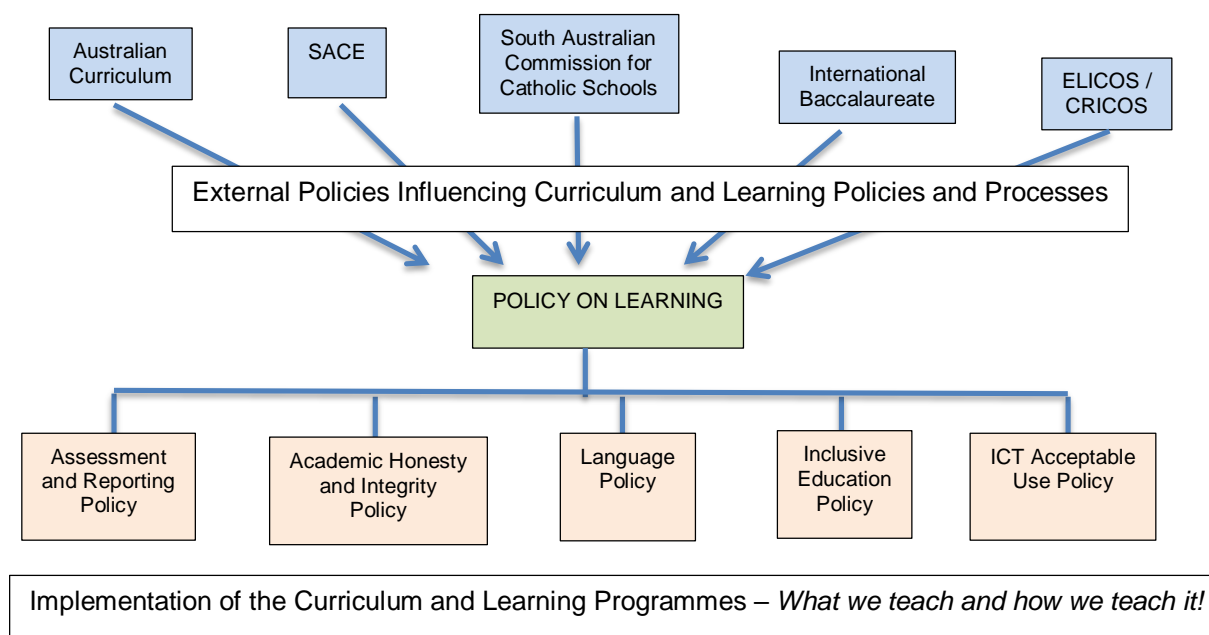 Australian
Curriculum
SACE
South Australian
Commission for
Catholic Schools
International
Baccalaureate
ELICOS /
CRICOS
External Policies Influencing Curriculum and Learning Policies and Processes
POLICY ON LEARNING
Assessment
and Reporting
Policy
Academic Honesty
and Integrity
Policy
Language
Policy
Inclusive
Education
Policy
ICT Acceptable
Use Policy
Implementation of the Curriculum and Learning Programmes – What we teach and how we teach it!